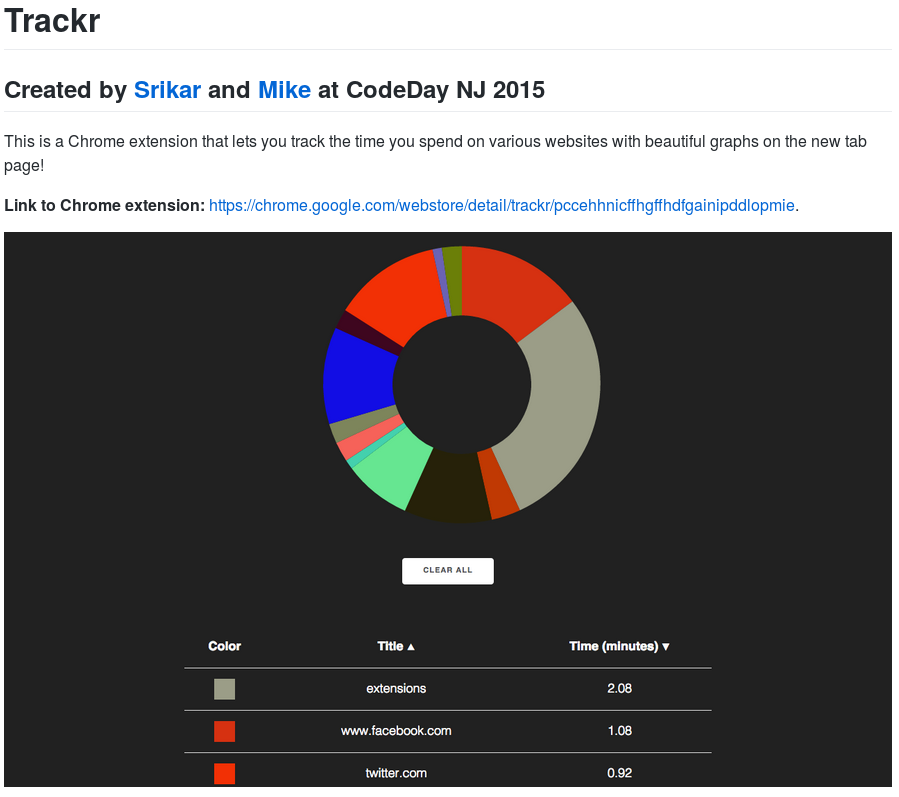 Trackr
Created by Srikar and Mike at CodeDay NJ 2015
This is a Chrome extension that lets you track the time you spend on various websites with beautiful graphs on the new tab
page!
Link to Chrome extension: https://chrome.google.com/webstore/detail/trackr/pccehhnicffhgffhdfgainipddlopmie.
CLEAR ALL
Color Title ▲ Time (minutes) ▼
extensions 2.08
www.facebook.com 1.08
twitter.com 0.92